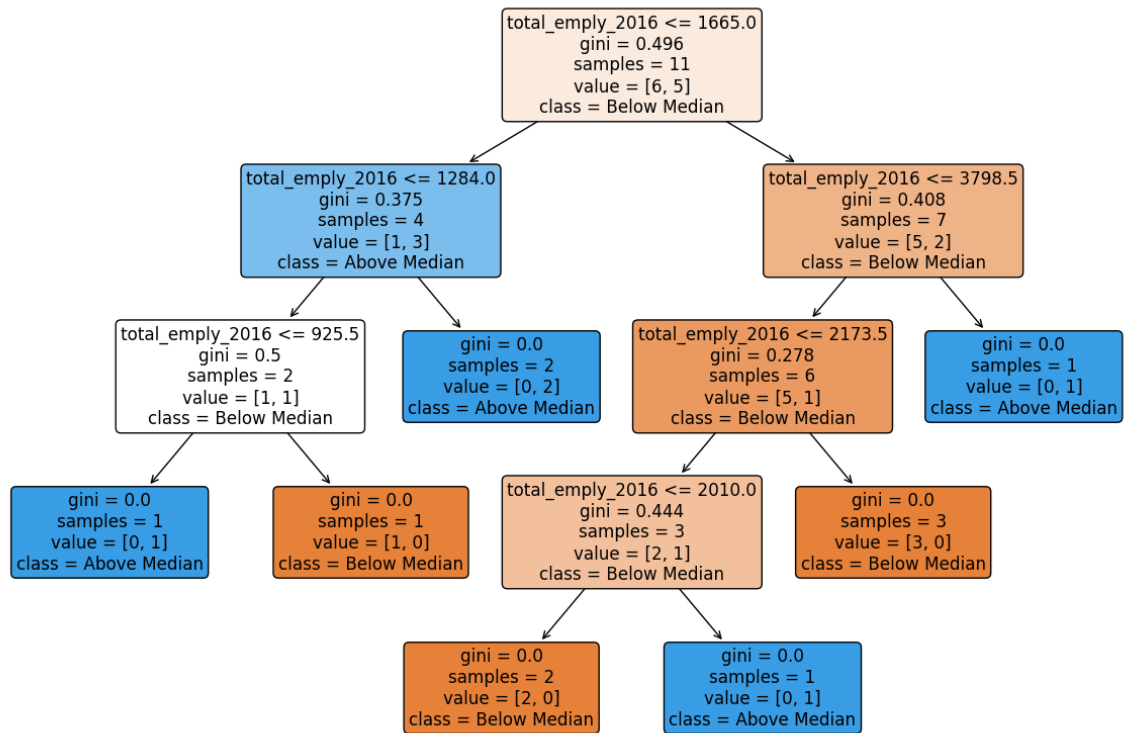 total_emply_2016 <= 1665.0
gini = 0.496
samples = 11
value = [6, 5]
class = Below Median
total_emply_2016 <= 1284.0
gini = 0.375
samples = 4
value = [1, 3]
class = Above Median
total_emply_2016 <= 3798.5
gini = 0.408
samples = 7
value = [5, 2]
class = Below Median
total_emply_2016 <= 925.5
gini = 0.5
samples = 2
value = [1, 1]
class = Below Median
gini = 0.0
samples = 2
value = [0, 2]
class = Above Median
total_emply_2016 <= 2173.5
gini = 0.278
samples = 6
value = [5, 1]
class = Below Median
gini = 0.0
samples = 1
value = [0, 1]
class = Above Median
gini = 0.0
samples = 1
value = [0, 1]
class = Above Median
gini = 0.0
samples = 1
value = [1, 0]
class = Below Median
total_emply_2016 <= 2010.0
gini = 0.444
samples = 3
value = [2, 1]
class = Below Median
gini = 0.0
samples = 3
value = [3, 0]
class = Below Median
gini = 0.0
samples = 2
value = [2, 0]
class = Below Median
gini = 0.0
samples = 1
value = [0, 1]
class = Above Median